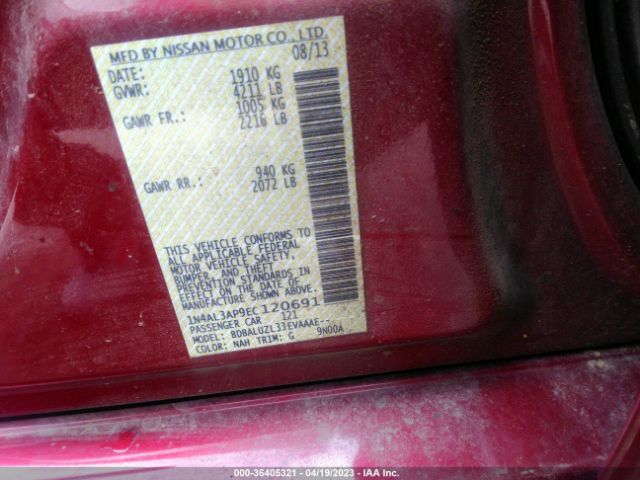 MFD BY NISSAN MOTOR CO.,LTD.
DATE: 08/13
GVWR: 1910 KG
4211 LB
GAWR FR.: 1005 KG
2216 LB
GAWR RR.: 940 KG
2072 LB
THIS VEHICLE CONFORMS TO
ALL APPLICABLE FEDERAL
MOTOR VEHICLE SAFETY,
BUMPER, AND THEFT
PREVENTION STANDARDS IN
EFFECT ON THE DATE OF
MANUFACTURE SHOWN ABOVE.
1N4AL3AP9EC120691
PASSENGER CAR 121
MODEL: BDBALUZL33EVAAAE--
COLOR: NAH TRIM: G 9N00A
000-36405321 - 04/19/2023 - IAA Inc.